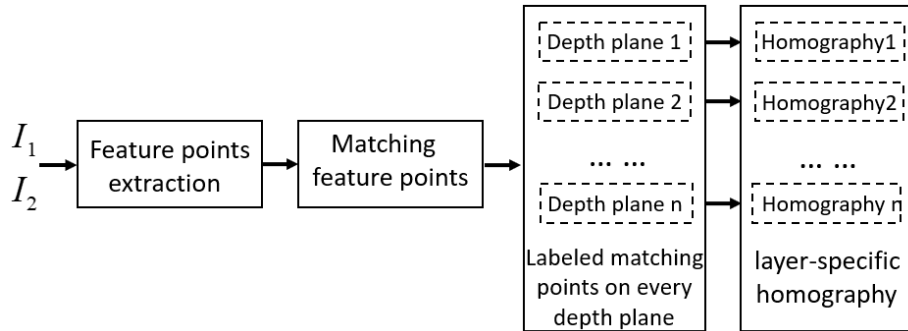 I1
I2
Feature points
extraction
Matching
feature points
Depth plane 1
Depth plane 2
... ...
Depth plane n
Labeled matching
points on every
depth plane
Homography1
Homography2
... ...
Homography n
layer-specific
homography